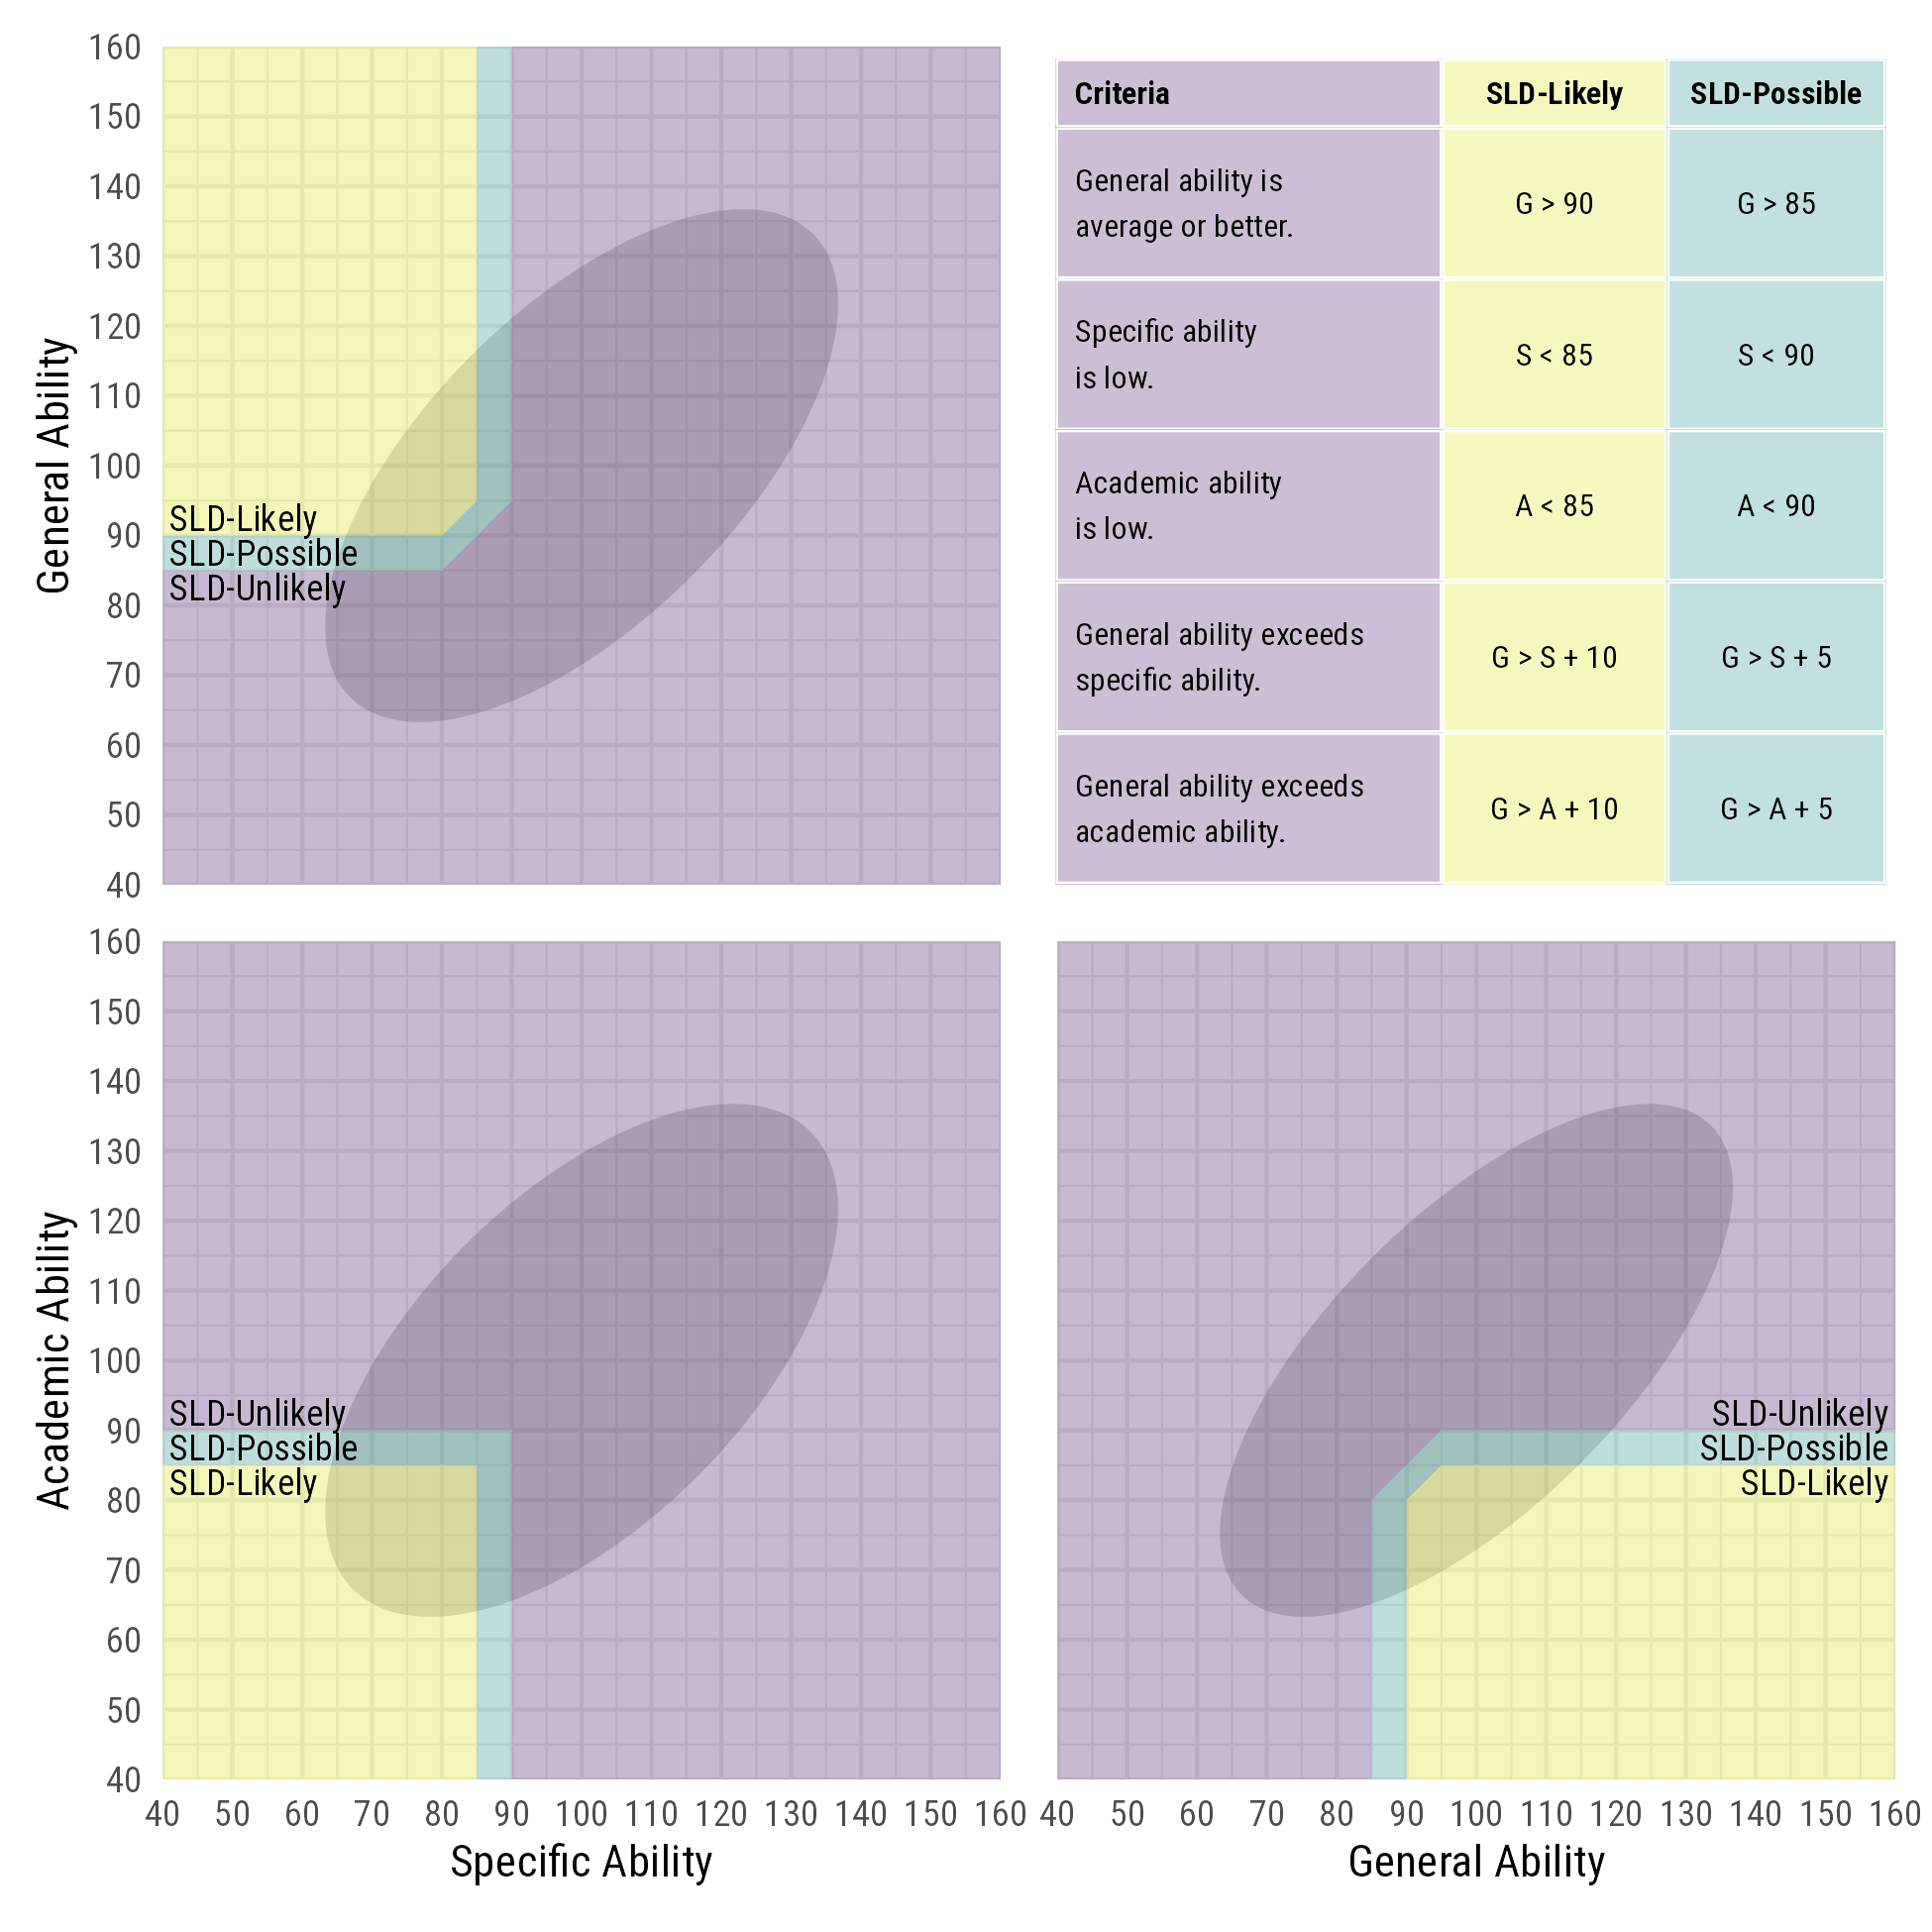 160
150
140
130
120
110
100
90
80
70
60
50
40
General Ability
SLD-Likely
SLD-Possible
SLD-Unlikely
Criteria SLD-Likely SLD-Possible
General ability is
average or better.
G > 90 G > 85
Specific ability
is low.
S < 85 S < 90
Academic ability
is low.
A < 85 A < 90
General ability exceeds
specific ability.
G > S + 10 G > S + 5
General ability exceeds
academic ability.
G > A + 10 G > A + 5
160
150
140
130
120
110
100
90
80
70
60
50
40
Academic Ability
SLD-Unlikely
SLD-Possible
SLD-Likely
40 50 60 70 80 90 100 110 120 130 140 150 160
Specific Ability
SLD-Unlikely
SLD-Possible
SLD-Likely
40 50 60 70 80 90 100 110 120 130 140 150 160
General Ability